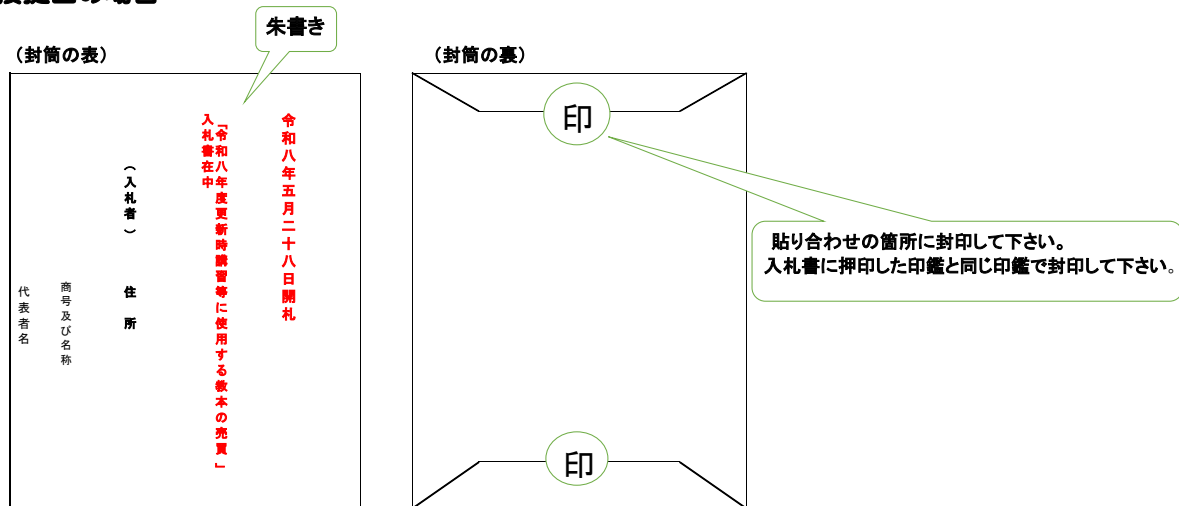 朱書き
（封筒の表）
令和八年五月二十八日開札
「令和八年度更新時講習等に使用する教本の売買」
入札書在中
（入札者）　住　所
商号及び名称
代表者名
（封筒の裏）
印
貼り合わせの箇所に封印して下さい。
入札書に押印した印鑑と同じ印鑑で封印して下さい。
印